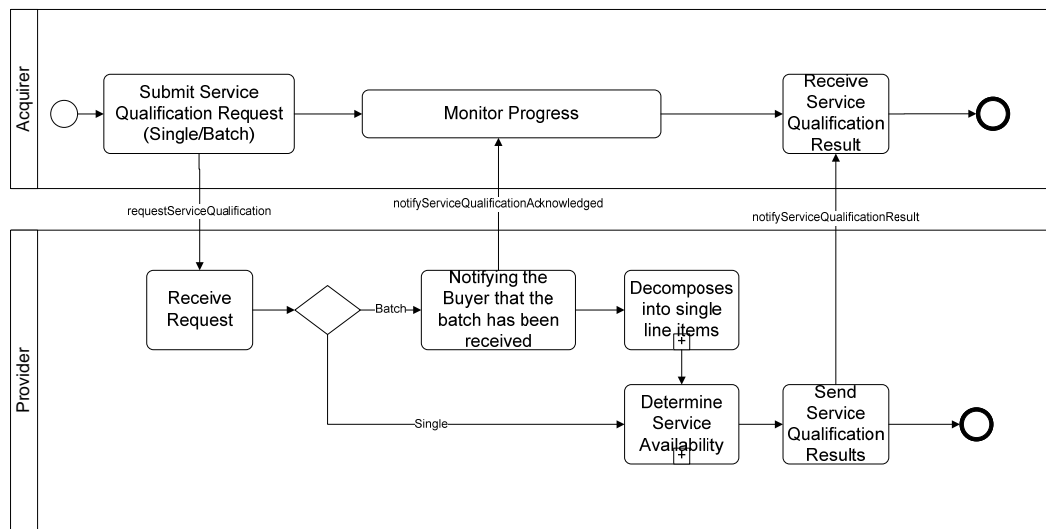 Acquirer
Submit Service
Qualification Request
(Single/Batch)
Monitor Progress
Receive
Service
Qualification
Result
requestServiceQualification
notifyServiceQualificationAcknowledged
notifyServiceQualificationResult
Provider
Receive
Request
Batch
Notifying the
Buyer that the
batch has been
received
Decomposes
into single
line items
+
Single
Determine
Service
Availability
+
Send
Service
Qualification
Results